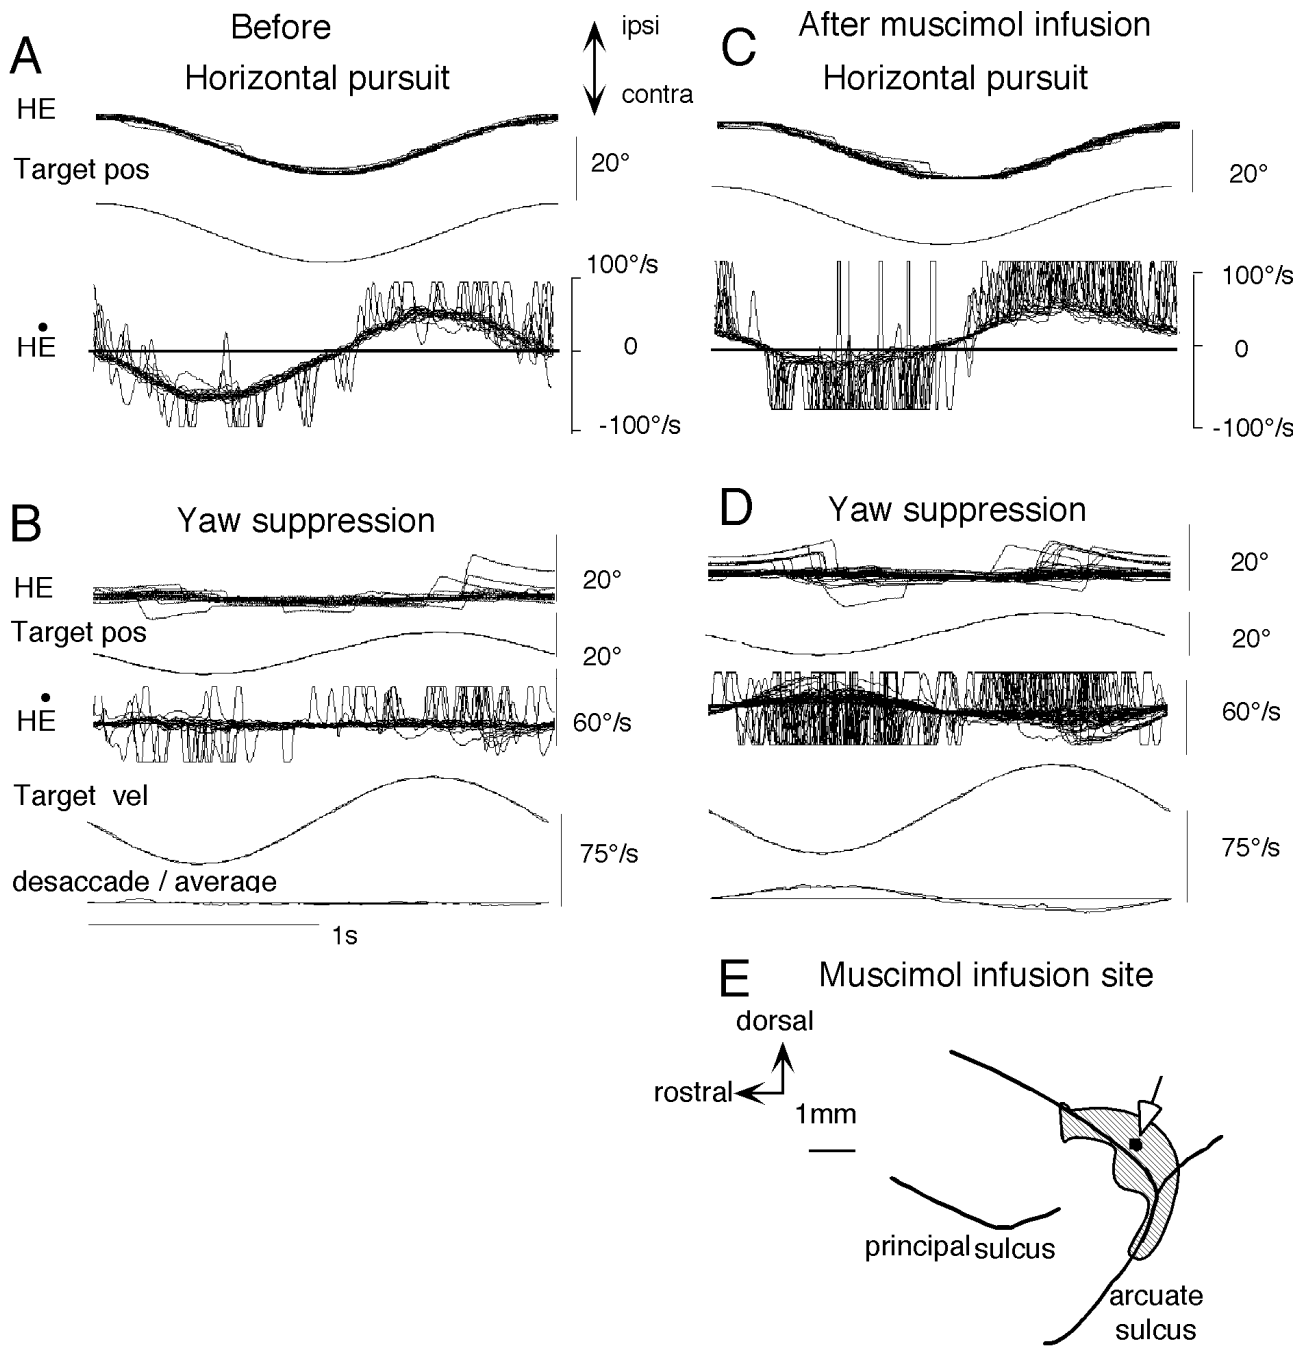 A
Before
Horizontal pursuit
ipsi
contra
HE
Target pos
20°
100°/s
HĖ
0
-100°/s
C
After muscimol infusion
Horizontal pursuit
20°
100°/s
0
-100°/s
B
Yaw suppression
HE
20°
Target pos
20°
HĖ
60°/s
Target vel
75°/s
desaccade / average
1s
D
Yaw suppression
20°
20°
60°/s
75°/s
E
Muscimol infusion site
dorsal
rostral
1mm
principal sulcus
arcuate
sulcus